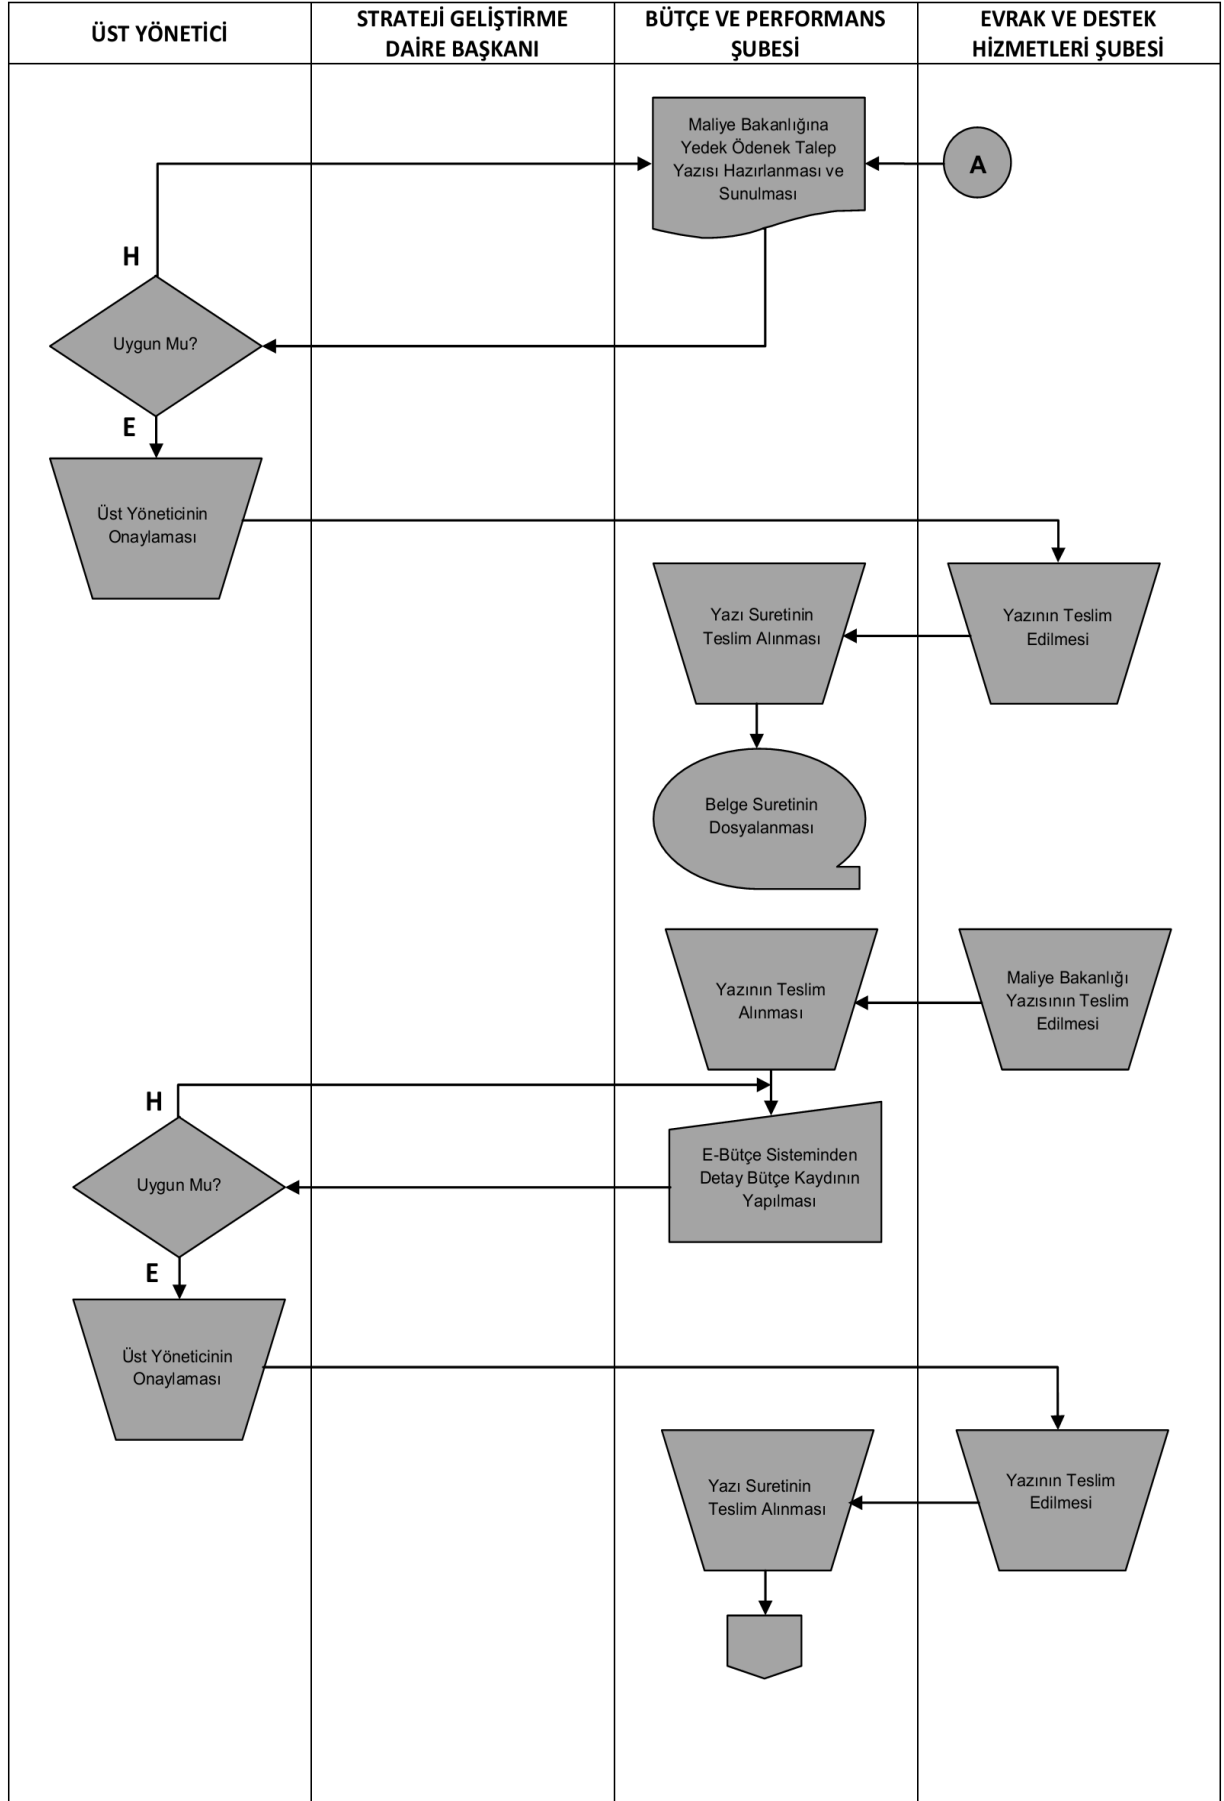 ÜST YÖNETİCİ
STRATEJİ GELİŞTİRME
DAİRE BAŞKANI
BÜTÇE VE PERFORMANS
ŞUBESİ
EVRAK VE DESTEK
HİZMETLERİ ŞUBESİ
Maliye Bakanlığına
Yedek Ödenek Talep
Yazısı Hazırlanması ve
Sunulması
A
H
Uygun Mu?
E
Üst Yöneticinin
Onaylaması
Yazının Teslim
Edilmesi
Yazı Suretinin
Teslim Alınması
Belge Suretinin
Dosyalanması
Maliye Bakanlığı
Yazısının Teslim
Edilmesi
Yazının Teslim
Alınması
H
E-Bütçe Sisteminden
Detay Bütçe Kaydının
Yapılması
Uygun Mu?
E
Üst Yöneticinin
Onaylaması
Yazının Teslim
Edilmesi
Yazı Suretinin
Teslim Alınması